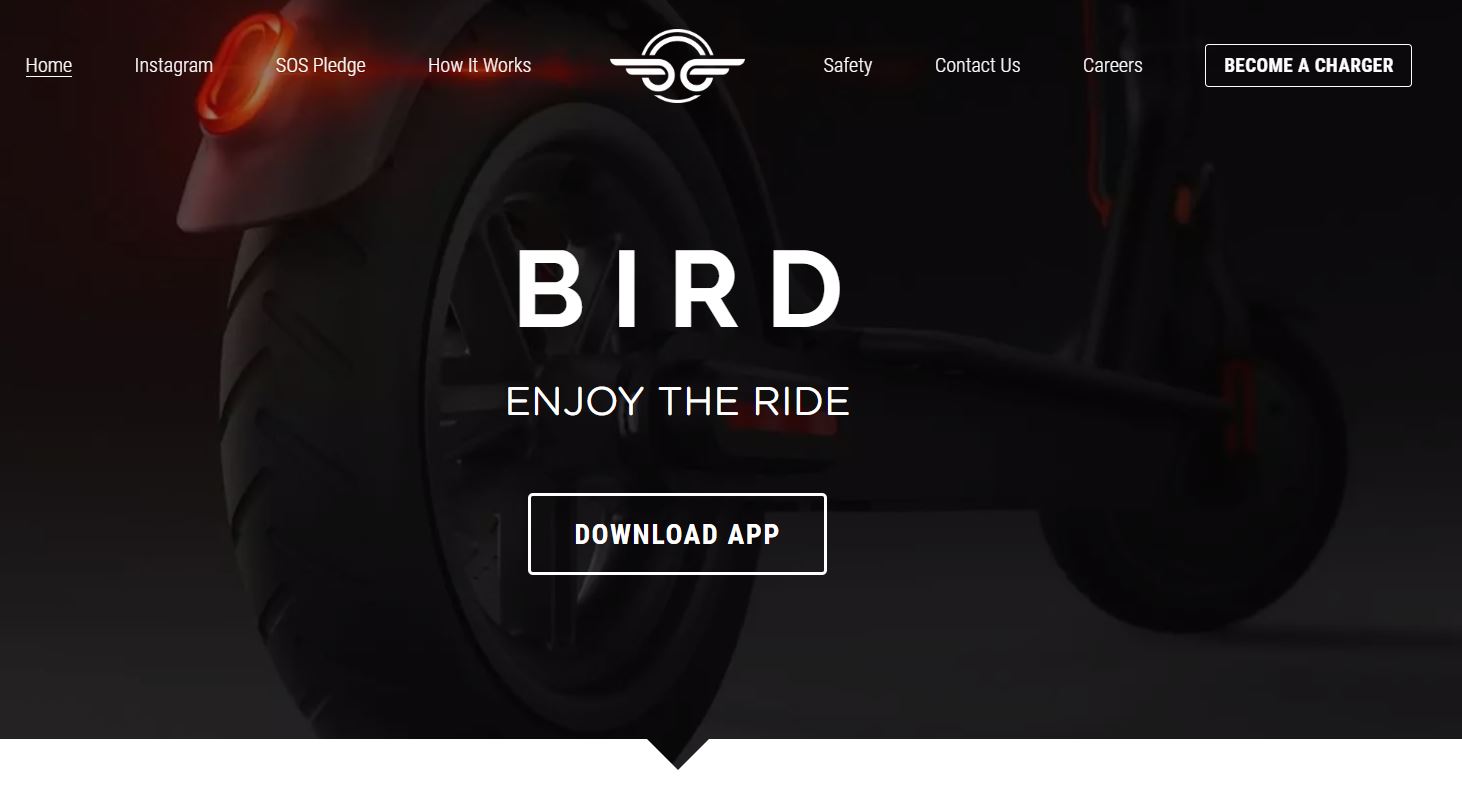 Home Instagram SOS Pledge How It Works Safety Contact Us Careers BECOME A CHARGER
BIRD
ENJOY THE RIDE
DOWNLOAD APP